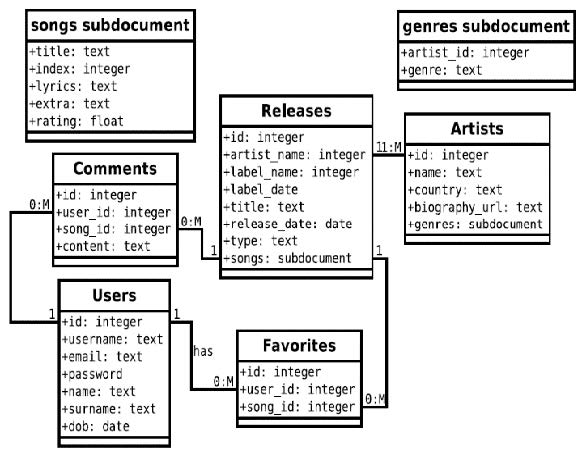 songs subdocument
+title: text
+index: integer
+lyrics: text
+extra: text
+rating: float
genres subdocument
+artist_id: integer
+genre: text
Releases
+id: integer
+artist_name: integer
+label_name: integer
+label_date
+title: text
+release_date: date
+type: text
+songs: subdocument
11:M
Artists
+id: integer
+name: text
+country: text
+biography_url: text
+genres: subdocument
Comments
+id: integer
+user_id: integer
+song_id: integer
+content: text
0:M
0:M
1
1
Users
+id: integer
+username: text
+email: text
+password
+name: text
+surname: text
+dob: date
1
1
has
0:M
Favorites
+id: integer
+user_id: integer
+song_id: integer
0:M